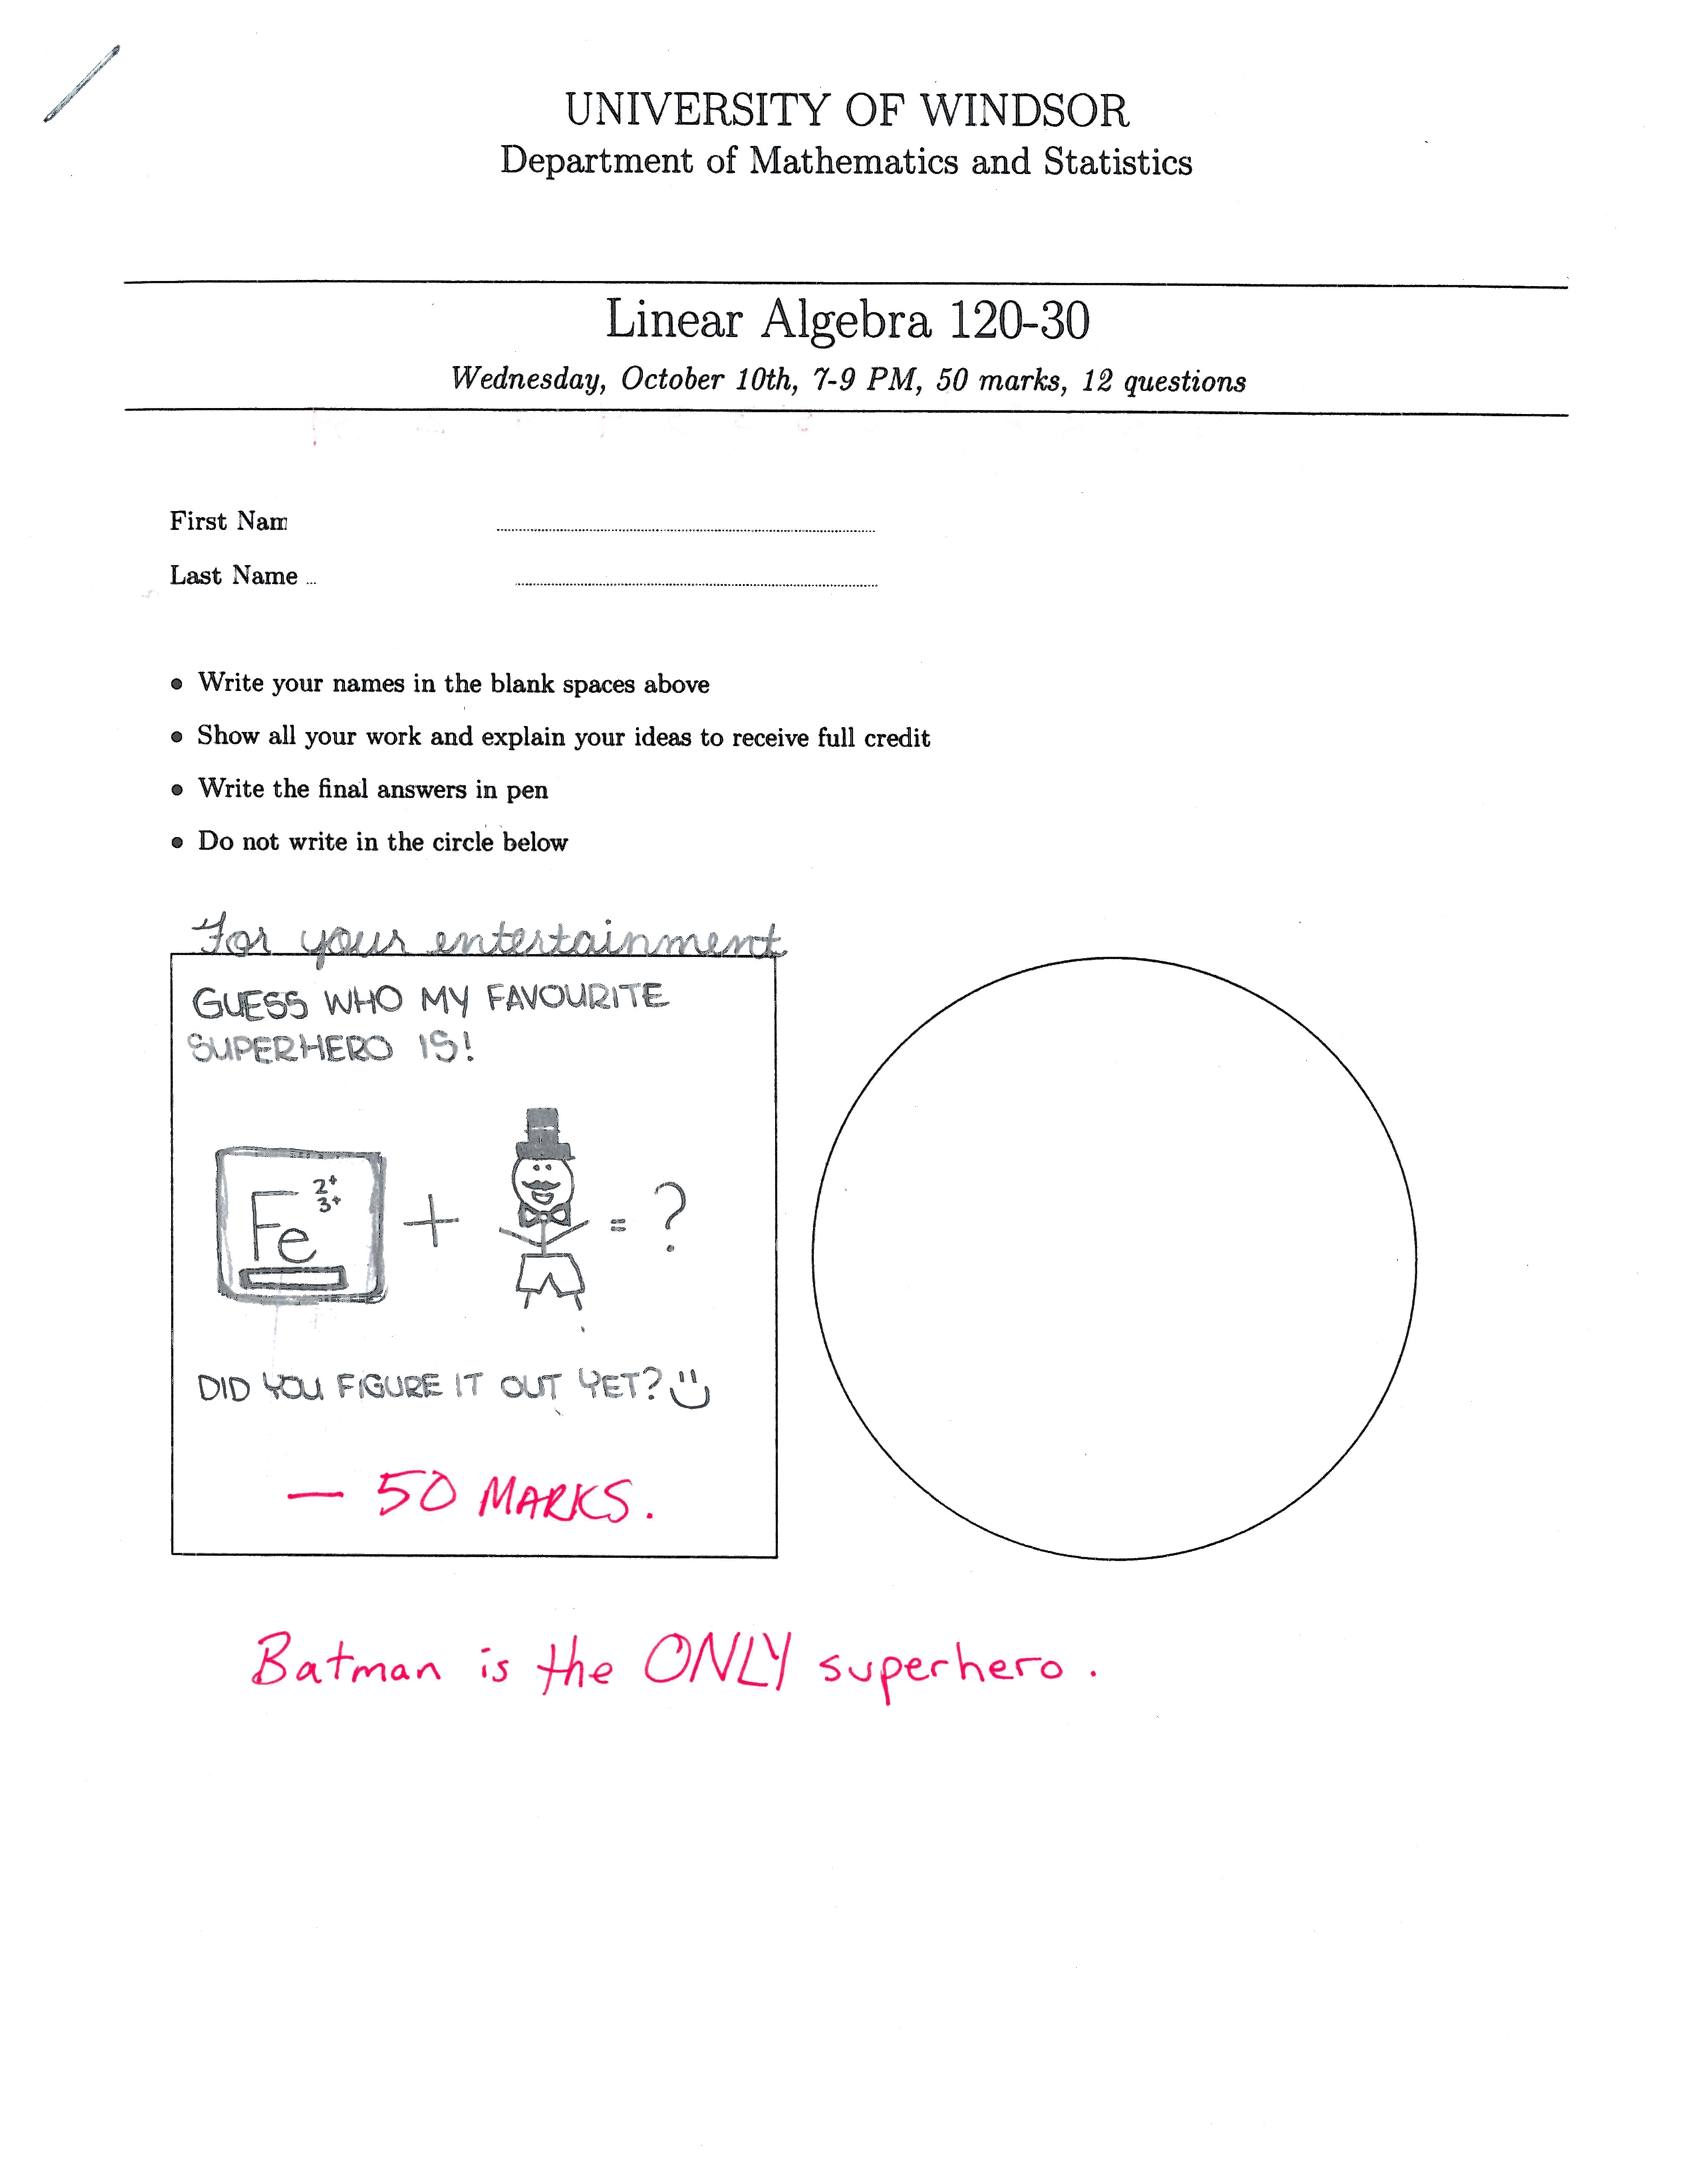 UNIVERSITY OF WINDSOR
Department of Mathematics and Statistics
Linear Algebra 120-30
Wednesday, October 10th, 7-9 PM, 50 marks, 12 questions
First Nam
Last Name ...
• Write your names in the blank spaces above
• Show all your work and explain your ideas to receive full credit
• Write the final answers in pen
• Do not write in the circle below
For your entertainment
GUESS WHO MY FAVOURITE
SUPERHERO IS!
Fe 2+ 3+ + = ?
DID YOU FIGURE IT OUT YET?
— 50 MARKS.
Batman is the ONLY superhero.